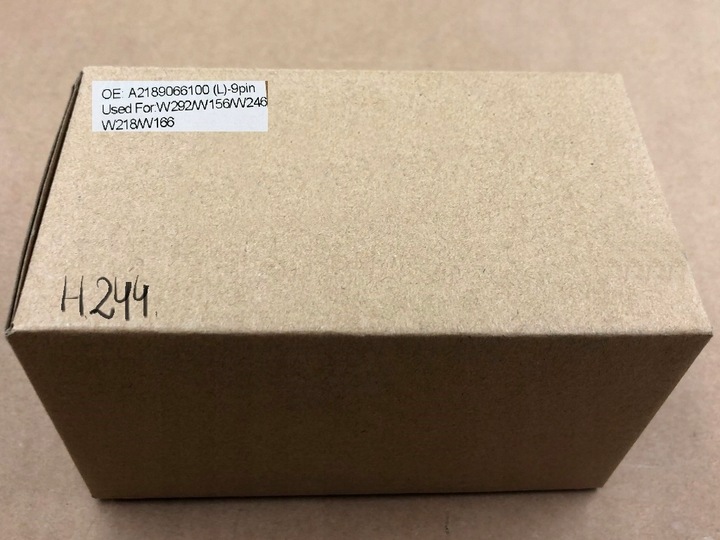 OE: A2189066100 (L)-9pin
Used For:W292/W156/W246
W218/W166
H244